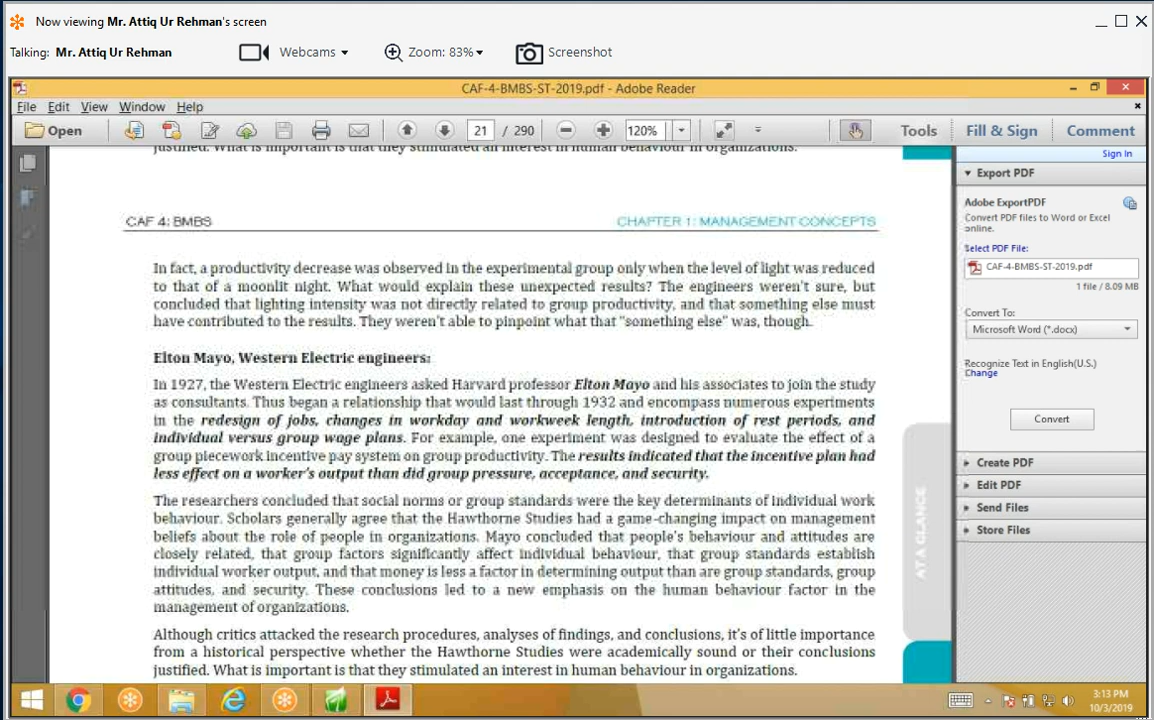 Now viewing Mr. Attiq Ur Rehman's screen
Talking: Mr. Attiq Ur Rehman
Webcams
Zoom: 83%
Screenshot
CAF-4-BMBS-ST-2019.pdf - Adobe Reader
File Edit View Window Help
Open
21 / 290
120%
Tools
Fill & Sign
Comment
justified. What is important is that they stimulated an interest in human behaviour in organizations.
CAF 4: BMBS
CHAPTER 1: MANAGEMENT CONCEPTS
In fact, a productivity decrease was observed in the experimental group only when the level of light was reduced
to that of a moonlit night. What would explain these unexpected results? The engineers weren't sure, but
concluded that lighting intensity was not directly related to group productivity, and that something else must
have contributed to the results. They weren't able to pinpoint what that "something else" was, though.
Elton Mayo, Western Electric engineers:
In 1927, the Western Electric engineers asked Harvard professor Elton Mayo and his associates to join the study
as consultants. Thus began a relationship that would last through 1932 and encompass numerous experiments
in the redesign of jobs, changes in workday and workweek length, introduction of rest periods, and
individual versus group wage plans. For example, one experiment was designed to evaluate the effect of a
group piecework incentive pay system on group productivity. The results indicated that the incentive plan had
less effect on a worker's output than did group pressure, acceptance, and security.
The researchers concluded that social norms or group standards were the key determinants of individual work
behaviour. Scholars generally agree that the Hawthorne Studies had a game-changing impact on management
beliefs about the role of people in organizations. Mayo concluded that people's behaviour and attitudes are
closely related, that group factors significantly affect individual behaviour, that group standards establish
individual worker output, and that money is less a factor in determining output than are group standards, group
attitudes, and security. These conclusions led to a new emphasis on the human behaviour factor in the
management of organizations.
Although critics attacked the research procedures, analyses of findings, and conclusions, it's of little importance
from a historical perspective whether the Hawthorne Studies were academically sound or their conclusions
justified. What is important is that they stimulated an interest in human behaviour in organizations.
AT A GLANCE
Sign In
Export PDF
Adobe ExportPDF
Convert PDF files to Word or Excel
online.
Select PDF File:
CAF-4-BMBS-ST-2019.pdf
1 file / 8.09 MB
Convert To:
Microsoft Word (*.docx)
Recognize Text in English(U.S.)
Change
Convert
Create PDF
Edit PDF
Send Files
Store Files
3:13 PM
10/3/2019